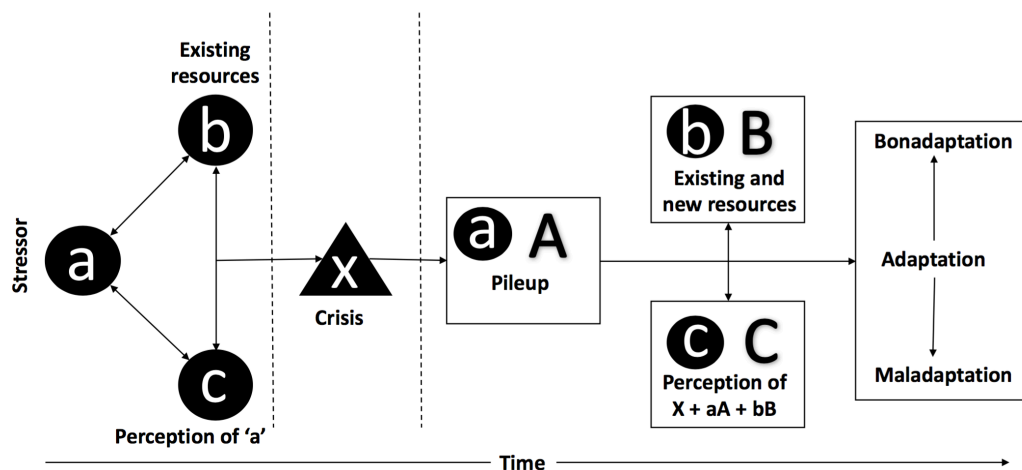 Existing
resources
b
Stressor
a
c
Perception of ‘a’
x
Crisis
a A
Pileup
b B
Existing and
new resources
c C
Perception of
X + aA + bB
Bonadaptation
Adaptation
Maladaptation
Time